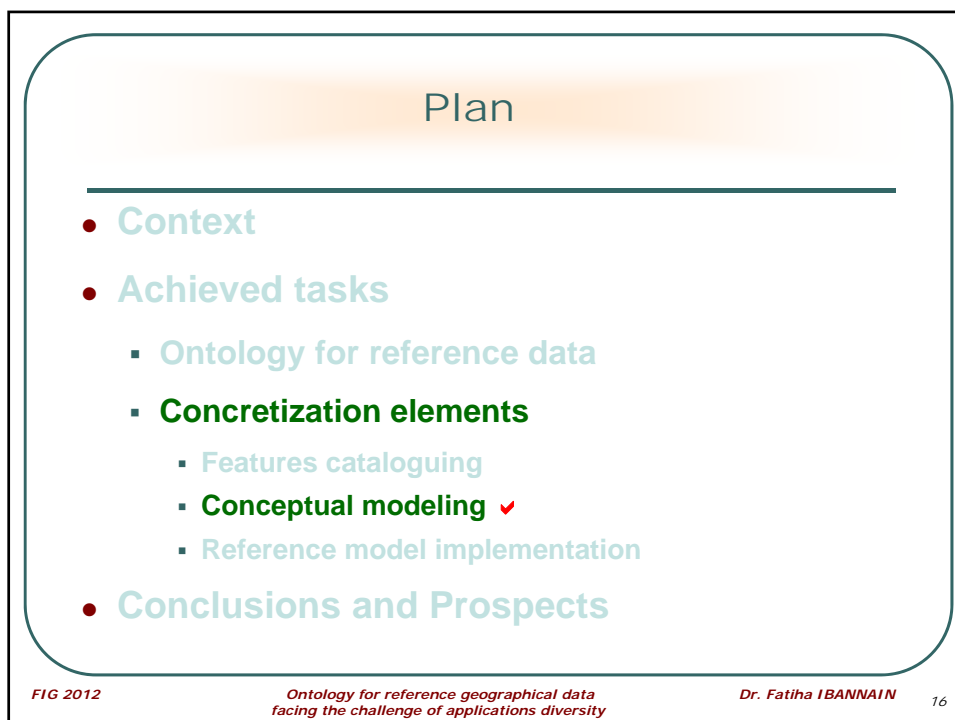 Plan
Context
Achieved tasks
Ontology for reference data
Concretization elements
Features cataloguing
Conceptual modeling
Reference model implementation
Conclusions and Prospects
FIG 2012
Ontology for reference geographical data
facing the challenge of applications diversity
Dr. Fatiha IBANNAIN
16